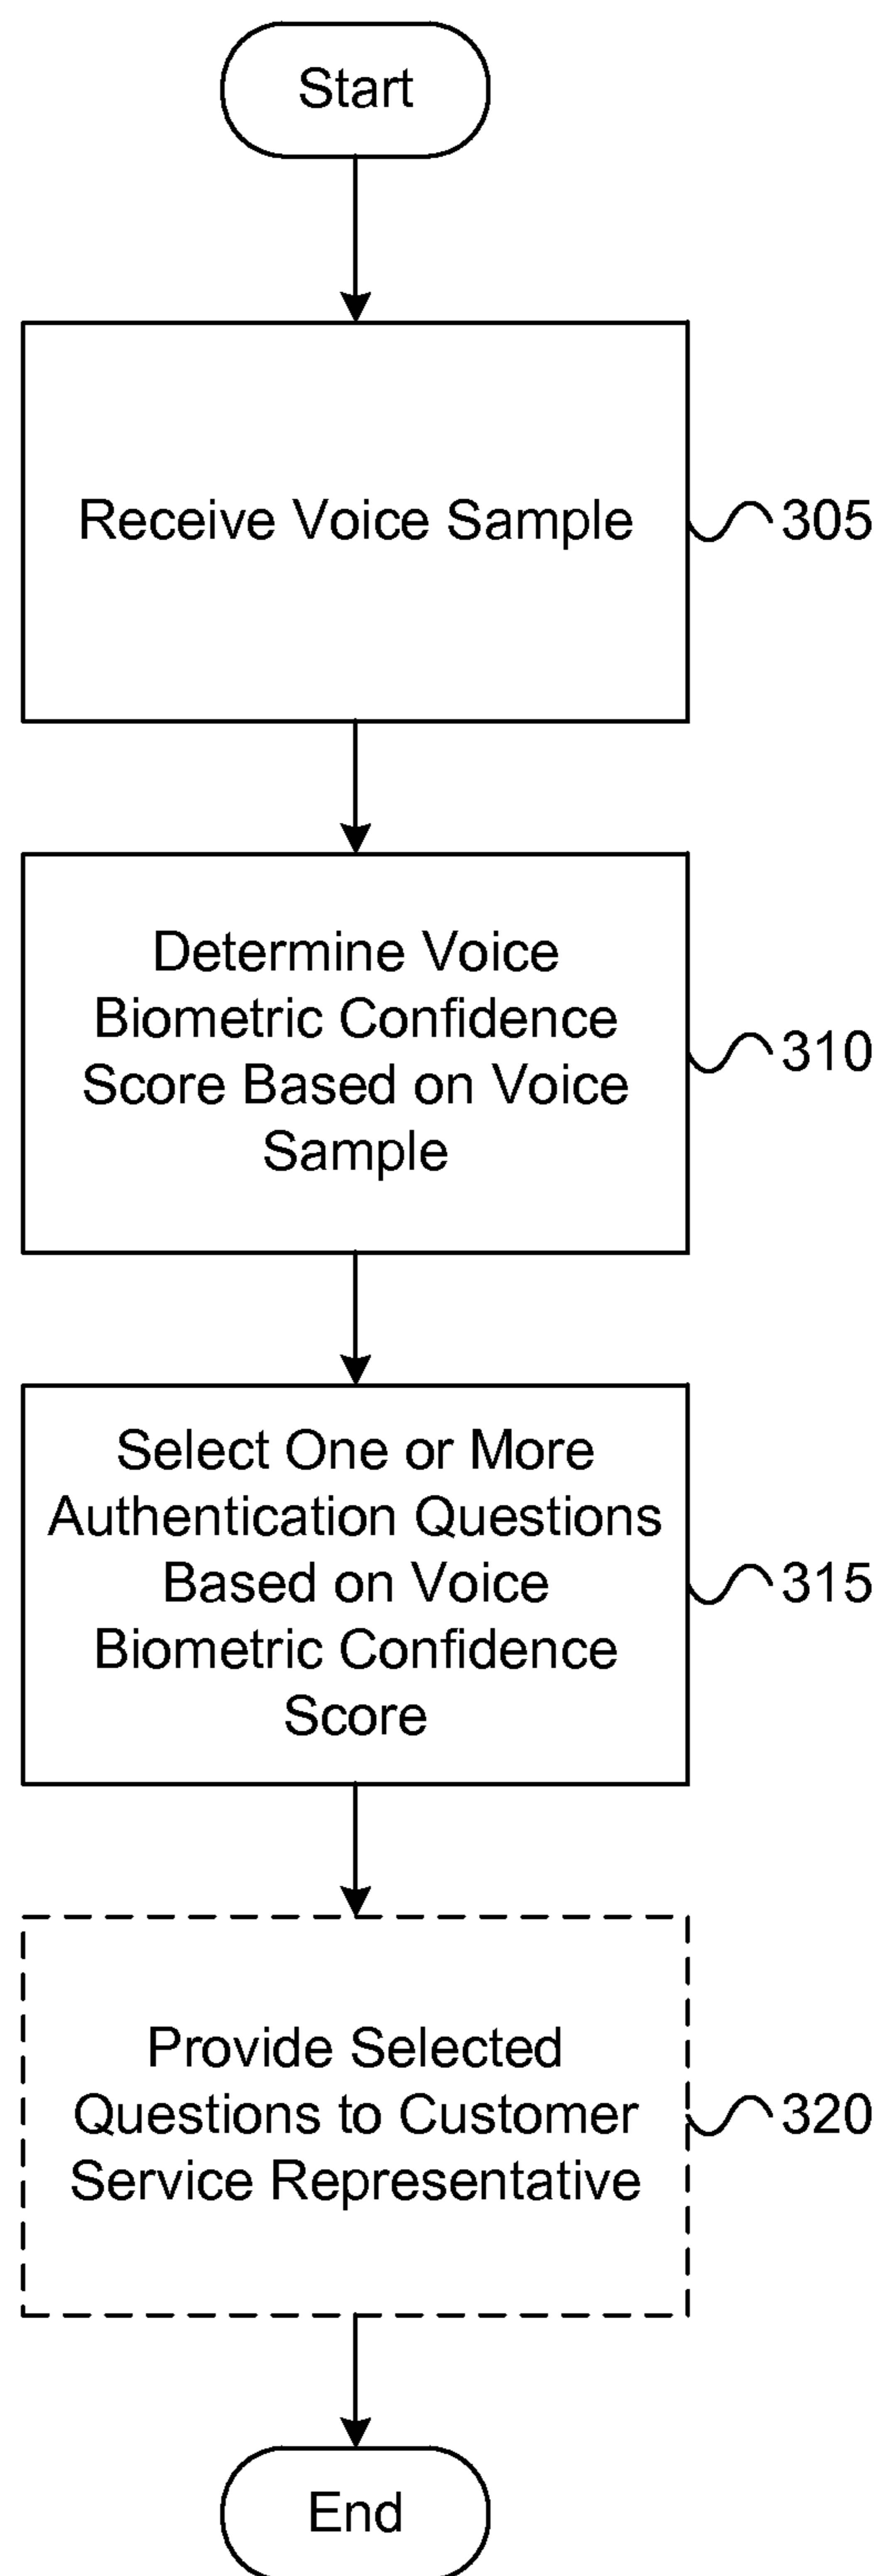 Start
Receive Voice Sample
305
Determine Voice
Biometric Confidence
Score Based on Voice
Sample
310
Select One or More
Authentication Questions
Based on Voice
Biometric Confidence
Score
315
Provide Selected
Questions to Customer
Service Representative
320
End